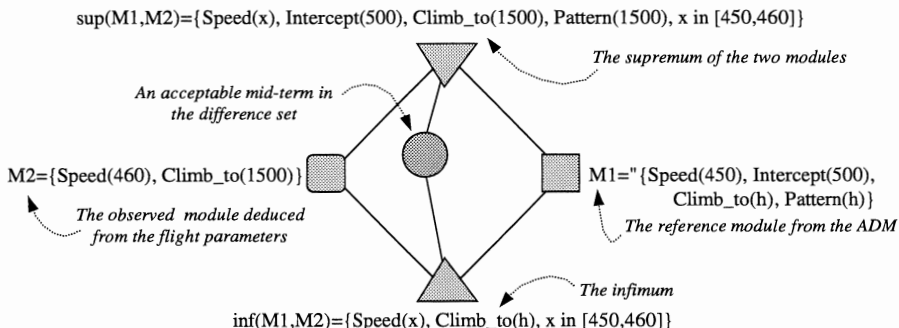 sup(M1,M2)={Speed(x), Intercept(500), Climb_to(1500), Pattern(1500), x in [450,460]}
The supremum of the two modules
An acceptable mid-term in
the difference set
M2={Speed(460), Climb_to(1500)}
M1="{Speed(450), Intercept(500),
Climb_to(h), Pattern(h)}
The observed module deduced
from the flight parameters
The reference module from the ADM
The infimum
inf(M1,M2)={Speed(x), Climb_to(h), x in [450,460]}